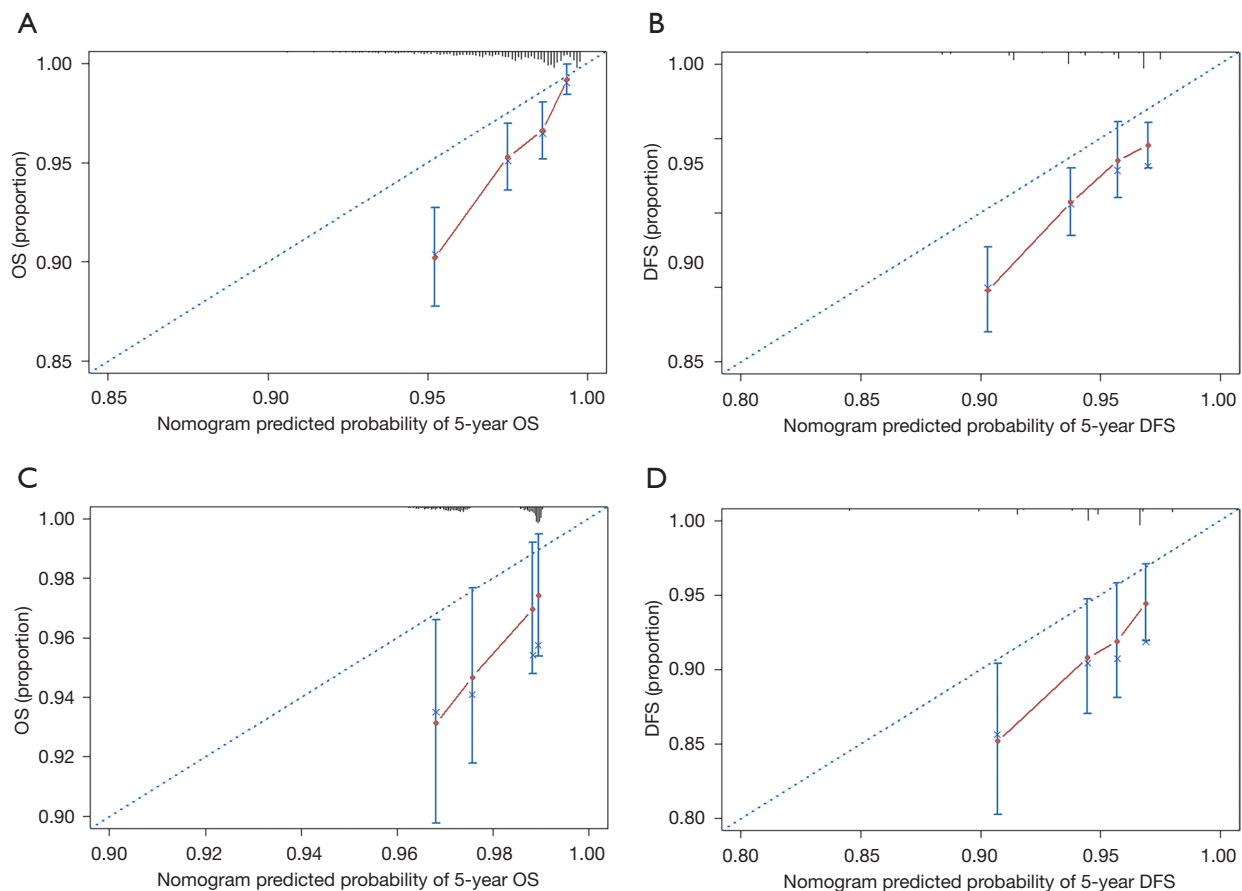 A
1.00
0.95
0.90
0.85
OS (proportion)
0.85 0.90 0.95 1.00
Nomogram predicted probability of 5-year OS
B
1.00
0.95
0.90
0.85
DFS (proportion)
0.80 0.85 0.90 0.95 1.00
Nomogram predicted probability of 5-year DFS
C
1.00
0.98
0.96
0.94
0.92
0.90
OS (proportion)
0.90 0.92 0.94 0.96 0.98 1.00
Nomogram predicted probability of 5-year OS
D
1.00
0.95
0.90
0.85
0.80
DFS (proportion)
0.80 0.85 0.90 0.95 1.00
Nomogram predicted probability of 5-year DFS